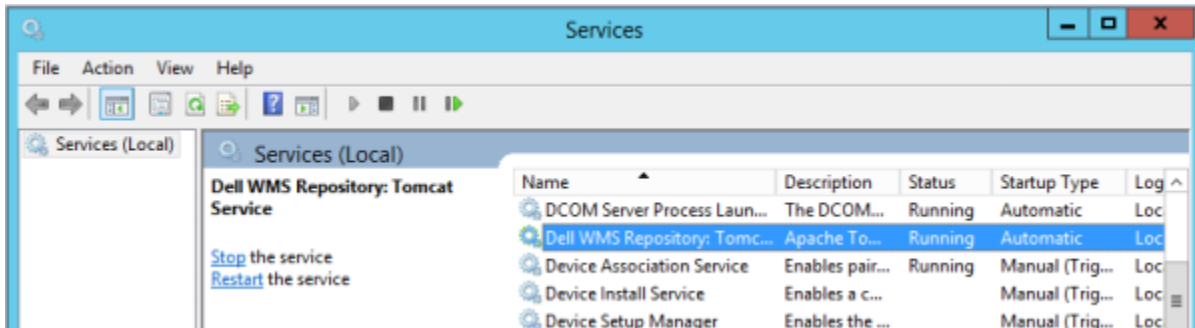 Services
File Action View Help
Services (Local)
Services (Local)
Dell WMS Repository: Tomcat
Service
Stop the service
Restart the service
Name Description Status Startup Type Log
DCOM Server Process Laun... The DCOM... Running Automatic Loc
Dell WMS Repository: Tomc... Apache To... Running Automatic Loc
Device Association Service Enables pair... Running Manual (Trig... Loc
Device Install Service Enables a c... Manual (Trig... Loc
Device Setup Manager Enables the ... Manual (Trig... Loc